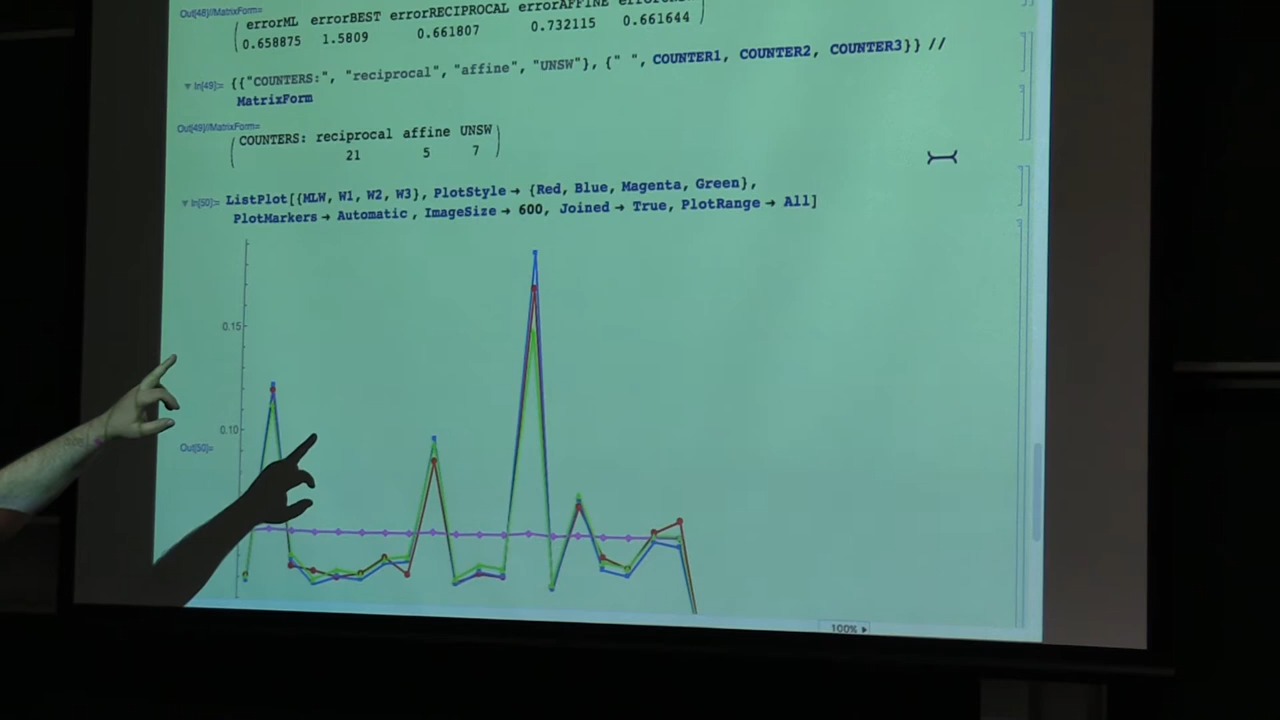 Out[48]//MatrixForm=
errorML errorBEST errorRECIPROCAL errorAFFINE
0.658875 1.5809 0.661807 0.732115 0.661644
In[49]:= {{"COUNTERS:", "reciprocal", "affine", "UNSW"}, {" ", COUNTER1, COUNTER2, COUNTER3}} //
MatrixForm
Out[49]//MatrixForm=
COUNTERS: reciprocal affine UNSW
21 5 7
In[50]:= ListPlot[{MLW, W1, W2, W3}, PlotStyle → {Red, Blue, Magenta, Green},
PlotMarkers → Automatic, ImageSize → 600, Joined → True, PlotRange → All]
0.15
0.10
Out[50]=
100%